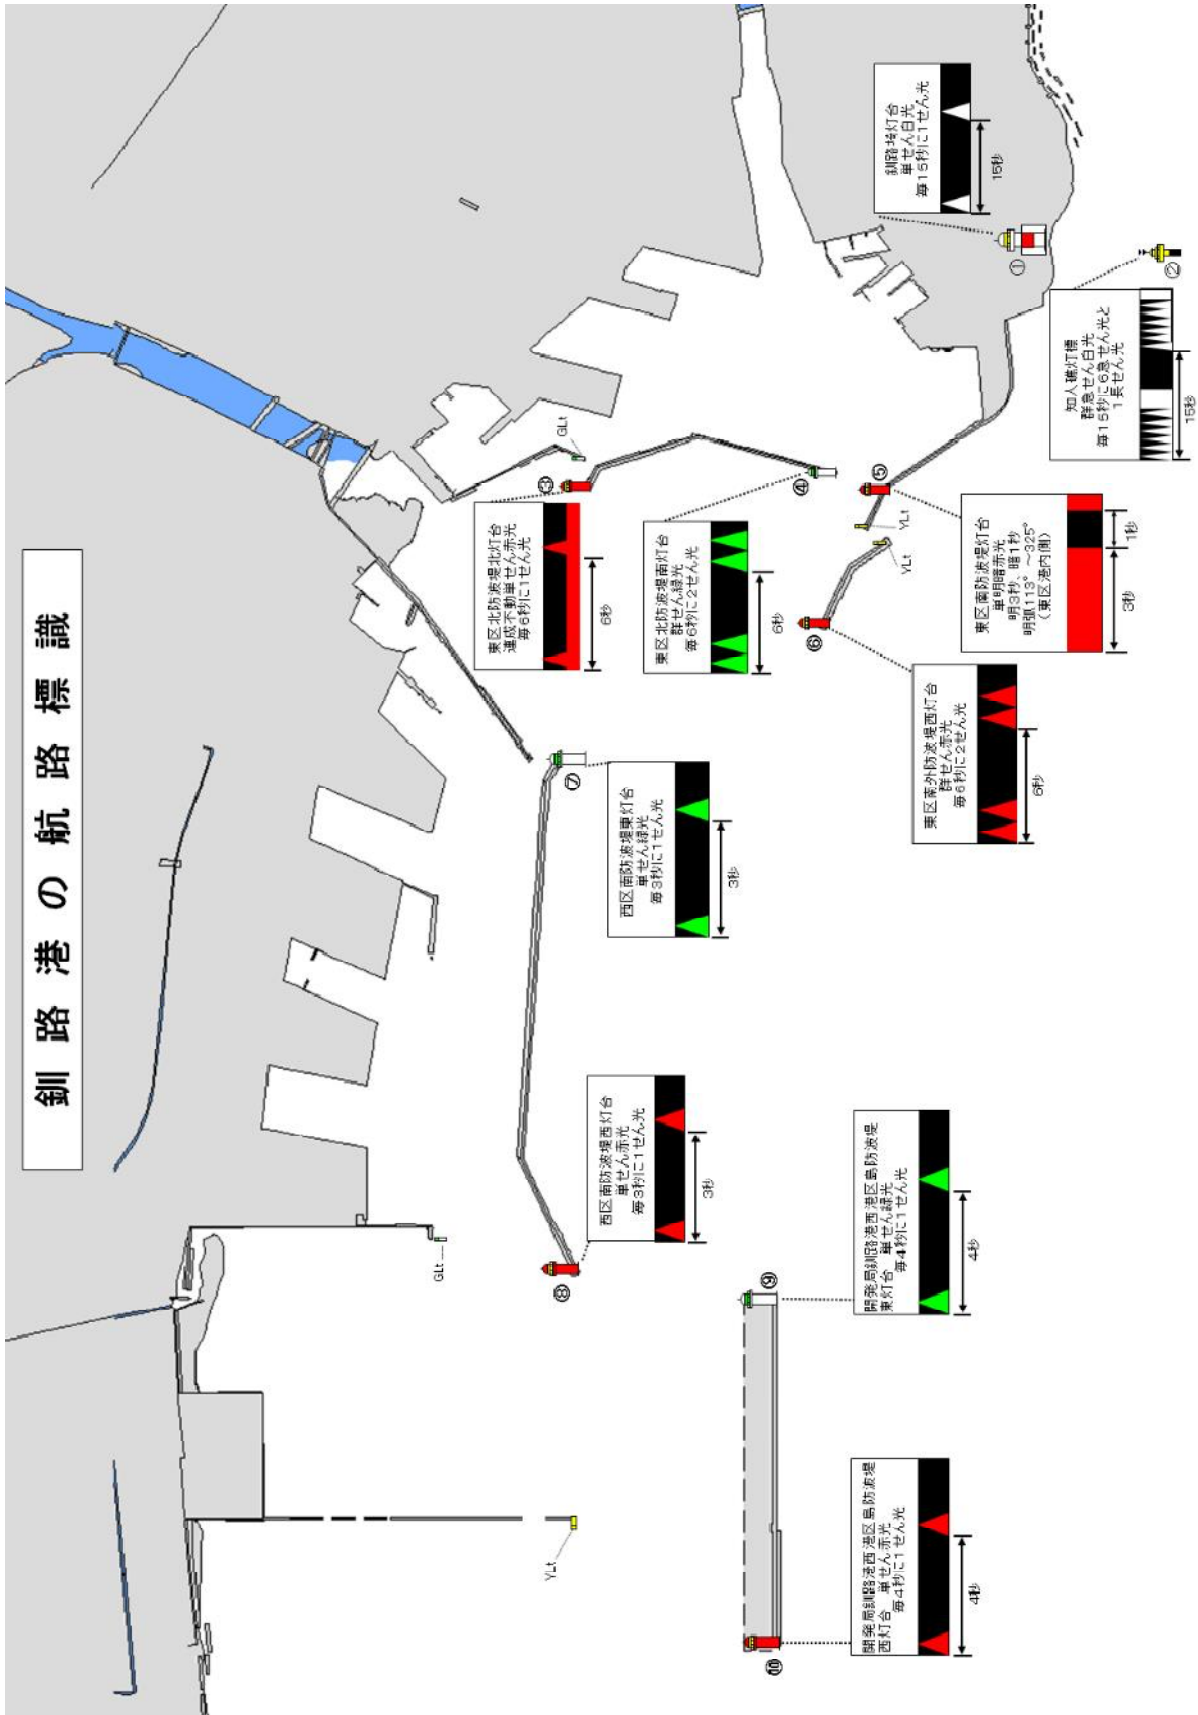 釧路港の航路標識
釧路埼灯台
単せん白光
毎15秒に1せん光
15秒
①
②
知人礁灯標
群急せん白光
毎15秒に6急せん光と
1長せん光
15秒
GLt
③
東区北防波堤北灯台
連成不動単せん赤光
毎6秒に1せん光
6秒
④
東区北防波堤南灯台
群せん緑光
毎6秒に2せん光
6秒
⑤
YLt
YLt
東区南防波堤灯台
単明暗赤光
明3秒、暗1秒
明弧113°～325°
（東区港内側）
1秒
3秒
⑥
東区南外防波堤西灯台
群せん赤光
毎6秒に2せん光
6秒
⑦
西区南防波堤東灯台
単せん緑光
毎3秒に1せん光
3秒
⑧
西区南防波堤西灯台
単せん赤光
毎3秒に1せん光
3秒
GLt
⑨
開発局釧路港西港区島防波堤
東灯台 単せん緑光
毎4秒に1せん光
4秒
YLt
⑩
開発局釧路港西港区島防波堤
西灯台 単せん赤光
毎4秒に1せん光
4秒